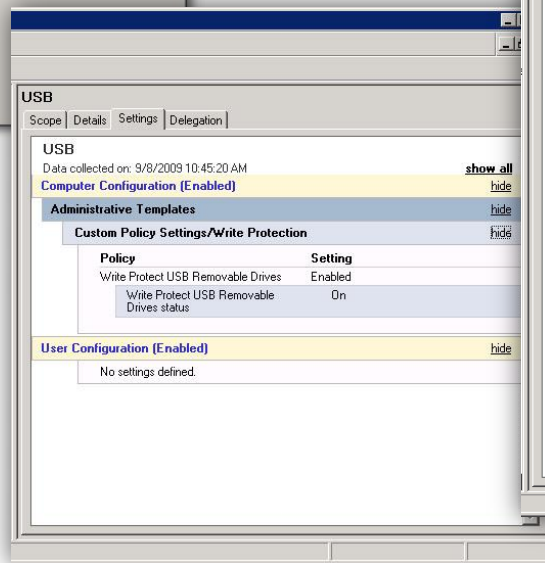 USB
Scope Details Settings Delegation
USB
Data collected on: 9/8/2009 10:45:20 AM show all
Computer Configuration (Enabled) hide
Administrative Templates hide
Custom Policy Settings/Write Protection hide
Policy Setting
Write Protect USB Removable Drives Enabled
Write Protect USB Removable On
Drives status
User Configuration (Enabled) hide
No settings defined.